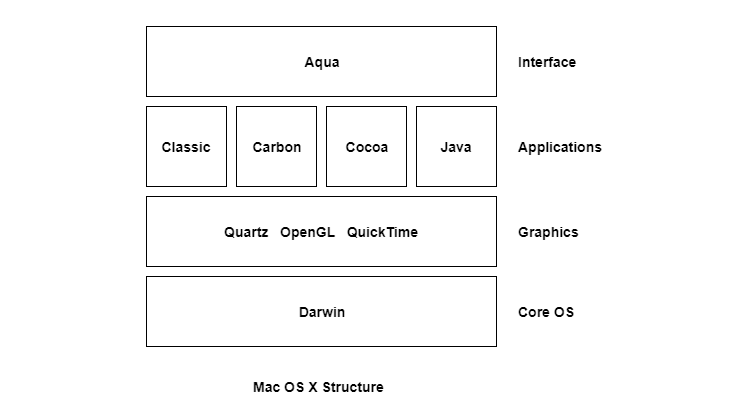 Aqua Interface
Classic Carbon Cocoa Java Applications
Quartz OpenGL QuickTime Graphics
Darwin Core OS
Mac OS X Structure